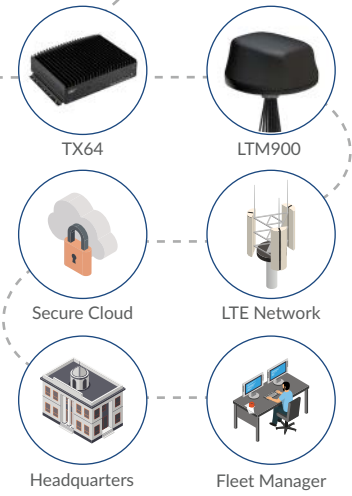 TX64
LTM900
Secure Cloud
LTE Network
Headquarters
Fleet Manager